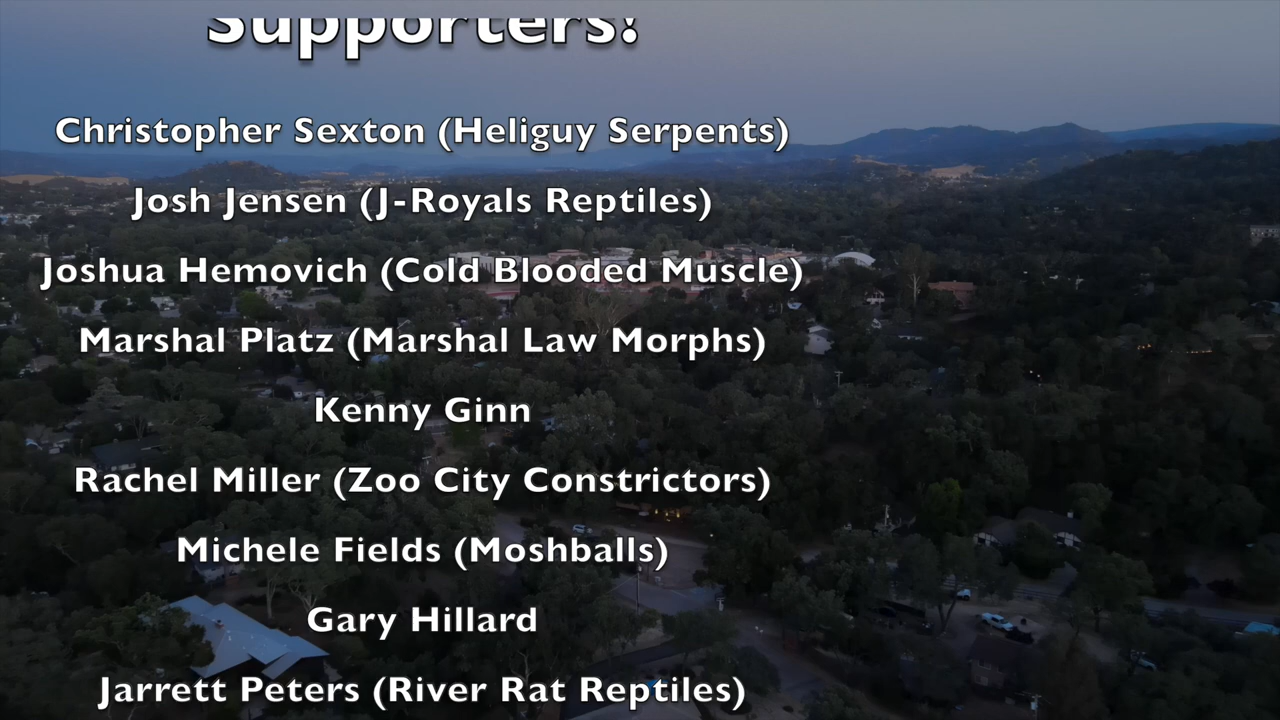 Supporters!
Christopher Sexton (Heliguy Serpents)
Josh Jensen (J-Royals Reptiles)
Joshua Hemovich (Cold Blooded Muscle)
Marshal Platz (Marshal Law Morphs)
Kenny Ginn
Rachel Miller (Zoo City Constrictors)
Michele Fields (Moshballs)
Gary Hillard
Jarrett Peters (River Rat Reptiles)